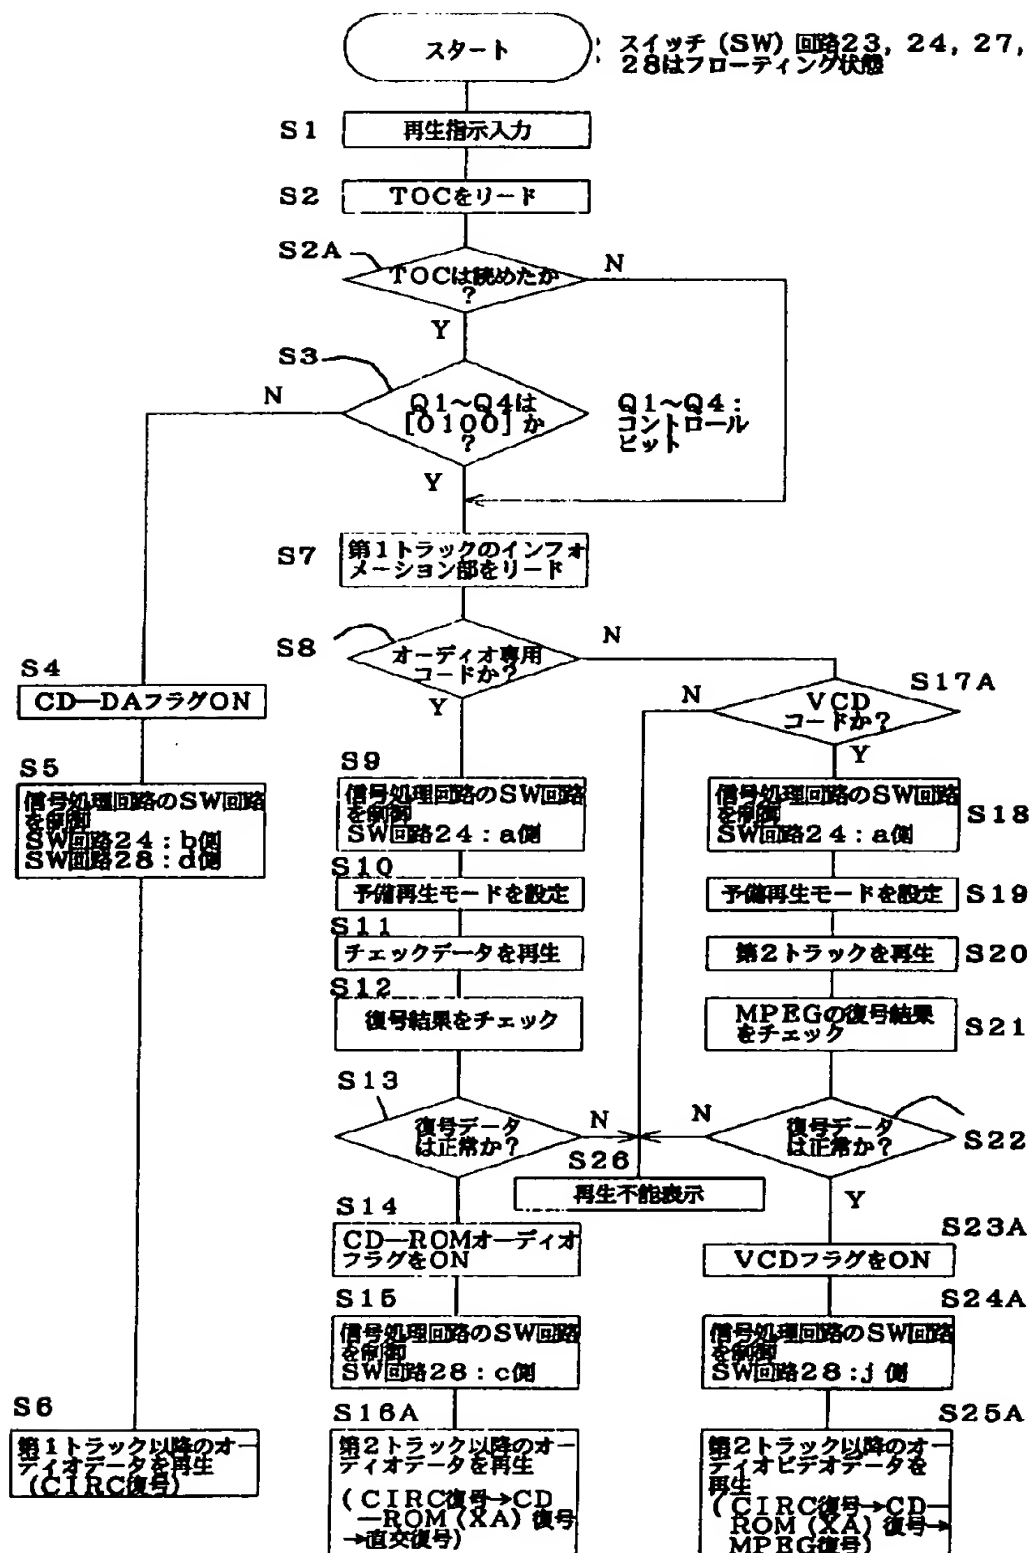 スタート
: スイッチ (SW) 回路23, 24, 27,
28はフローティング状態
S1
再生指示入力
S2
TOCをリード
S2A
TOCは読めたか
?
N
Y
S3
N
Q1~Q4は
[0100] か
?
Q1~Q4:
コントロール
ビット
Y
S7
第1トラックのインフォ
メーション部をリード
S8
オーディオ専用
コードか?
N
Y
S4
CD—DAフラグON
S5
信号処理回路のSW回路
を制御
SW回路24:b側
SW回路28:d側
S6
第1トラック以降のオー
ディオデータを再生
(CIRC復号)
S9
信号処理回路のSW回路
を制御
SW回路24:a側
S10
予備再生モードを設定
S11
チェックデータを再生
S12
復号結果をチェック
S13
復号データ
は正常か?
N
S14
CD—ROMオーディオ
フラグをON
S15
信号処理回路のSW回路
を制御
SW回路28:c側
S16A
第2トラック以降のオー
ディオデータを再生
(CIRC復号→CD
—ROM (XA) 復号
→直交復号)
S17A
VCD
コードか?
N
Y
S18
信号処理回路のSW回路
を制御
SW回路24:a側
S19
予備再生モードを設定
S20
第2トラックを再生
S21
MPEGの復号結果
をチェック
S22
復号データ
は正常か?
N
Y
S26
再生不能表示
S23A
VCDフラグをON
S24A
信号処理回路のSW回路
を制御
SW回路28:j 側
S25A
第2トラック以降のオー
ディオビデオデータを
再生
(CIRC復号→CD—
ROM (XA) 復号→
MPEG復号)